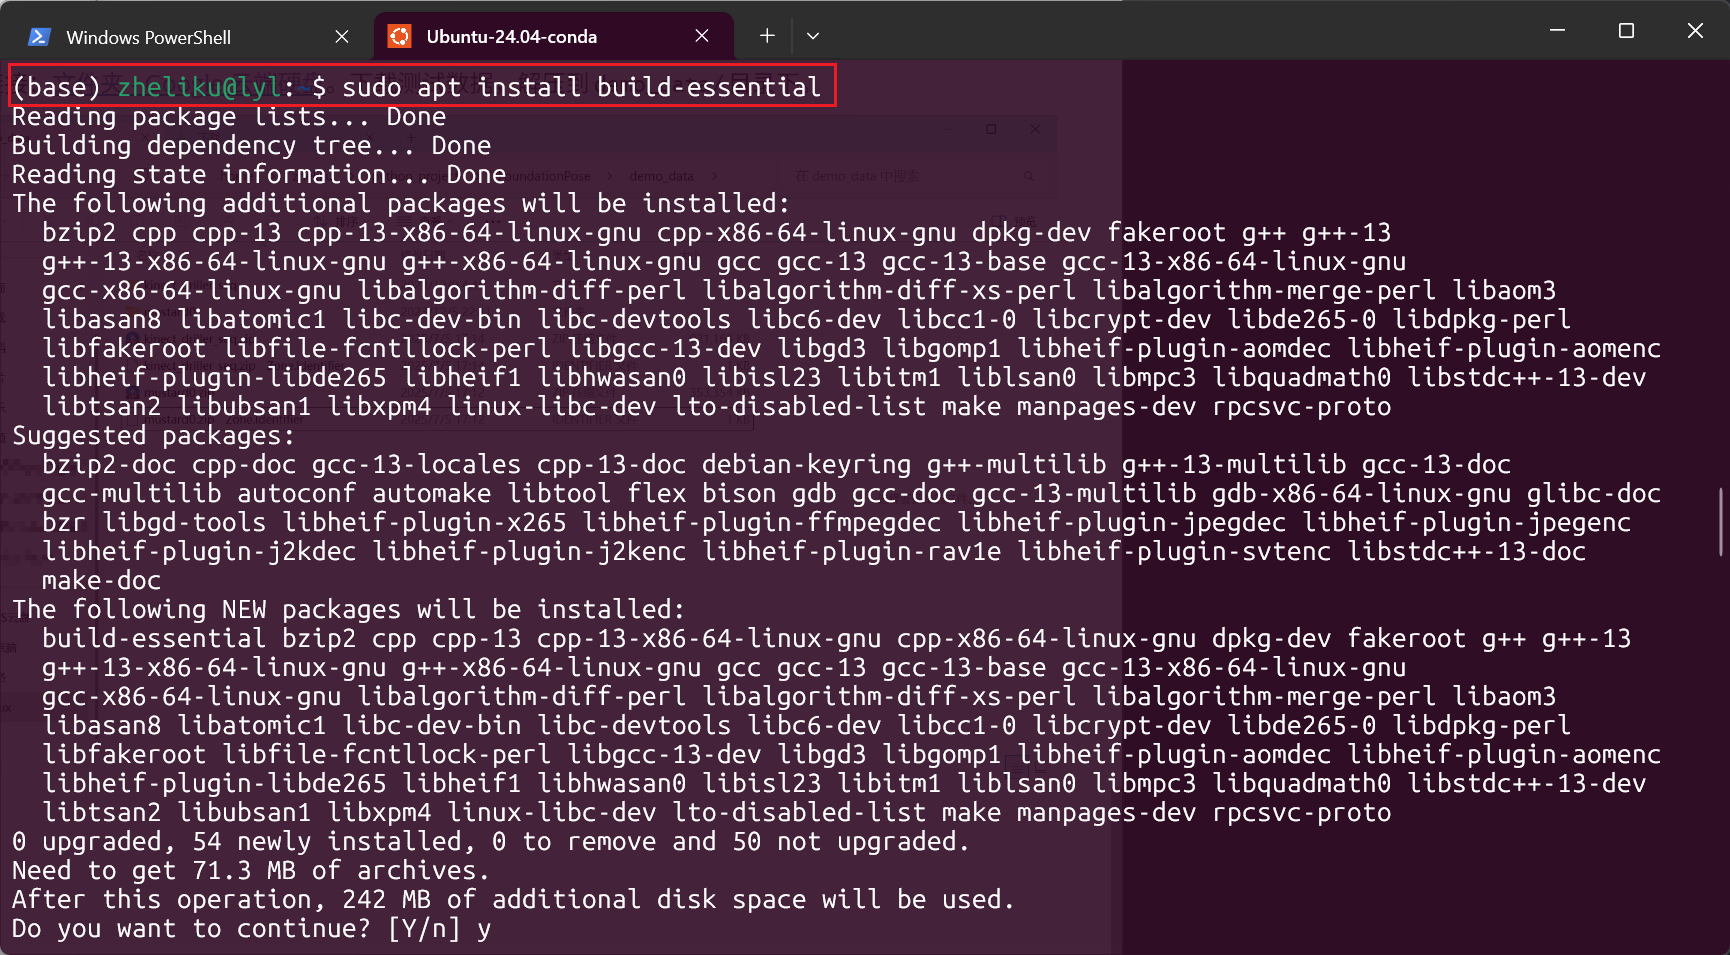 Windows PowerShell
Ubuntu-24.04-conda
(base) zheliku@lyl:~$ sudo apt install build-essential
Reading package lists... Done
Building dependency tree... Done
Reading state information... Done
The following additional packages will be installed:
bzip2 cpp cpp-13 cpp-13-x86-64-linux-gnu cpp-x86-64-linux-gnu dpkg-dev fakeroot g++ g++-13
g++-13-x86-64-linux-gnu g++-x86-64-linux-gnu gcc gcc-13 gcc-13-base gcc-13-x86-64-linux-gnu
gcc-x86-64-linux-gnu libalgorithm-diff-perl libalgorithm-diff-xs-perl libalgorithm-merge-perl libaom3
libasan8 libatomic1 libc-dev-bin libc-devtools libc6-dev libcc1-0 libcrypt-dev libde265-0 libdpkg-perl
libfakeroot libfile-fcntllock-perl libgcc-13-dev libgd3 libgomp1 libheif-plugin-aomdec libheif-plugin-aomenc
libheif-plugin-libde265 libheif1 libhwasan0 libisl23 libitm1 liblsan0 libmpc3 libquadmath0 libstdc++-13-dev
libtsan2 libubsan1 libxpm4 linux-libc-dev lto-disabled-list make manpages-dev rpcsvc-proto
Suggested packages:
bzip2-doc cpp-doc gcc-13-locales cpp-13-doc debian-keyring g++-multilib g++-13-multilib gcc-13-doc
gcc-multilib autoconf automake libtool flex bison gdb gcc-doc gcc-13-multilib gdb-x86-64-linux-gnu glibc-doc
bzr libgd-tools libheif-plugin-x265 libheif-plugin-ffmpegdec libheif-plugin-jpegdec libheif-plugin-jpegenc
libheif-plugin-j2kdec libheif-plugin-j2kenc libheif-plugin-rav1e libheif-plugin-svtenc libstdc++-13-doc
make-doc
The following NEW packages will be installed:
build-essential bzip2 cpp cpp-13 cpp-13-x86-64-linux-gnu cpp-x86-64-linux-gnu dpkg-dev fakeroot g++ g++-13
g++-13-x86-64-linux-gnu g++-x86-64-linux-gnu gcc gcc-13 gcc-13-base gcc-13-x86-64-linux-gnu
gcc-x86-64-linux-gnu libalgorithm-diff-perl libalgorithm-diff-xs-perl libalgorithm-merge-perl libaom3
libasan8 libatomic1 libc-dev-bin libc-devtools libc6-dev libcc1-0 libcrypt-dev libde265-0 libdpkg-perl
libfakeroot libfile-fcntllock-perl libgcc-13-dev libgd3 libgomp1 libheif-plugin-aomdec libheif-plugin-aomenc
libheif-plugin-libde265 libheif1 libhwasan0 libisl23 libitm1 liblsan0 libmpc3 libquadmath0 libstdc++-13-dev
libtsan2 libubsan1 libxpm4 linux-libc-dev lto-disabled-list make manpages-dev rpcsvc-proto
0 upgraded, 54 newly installed, 0 to remove and 50 not upgraded.
Need to get 71.3 MB of archives.
After this operation, 242 MB of additional disk space will be used.
Do you want to continue? [Y/n] y